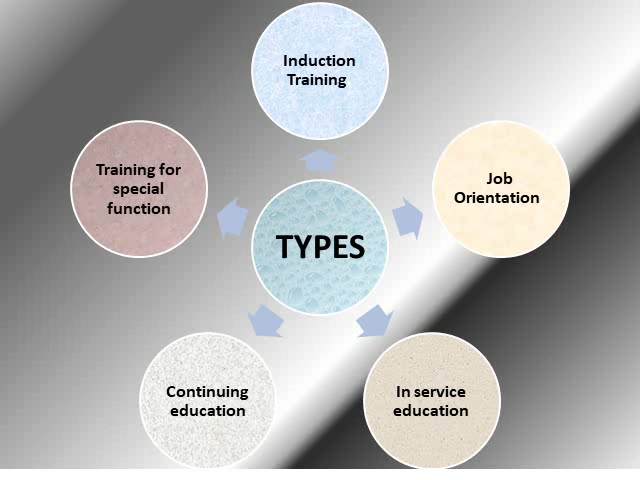 Induction
Training
Job
Orientation
In service
education
Continuing
education
Training for
special
function
TYPES